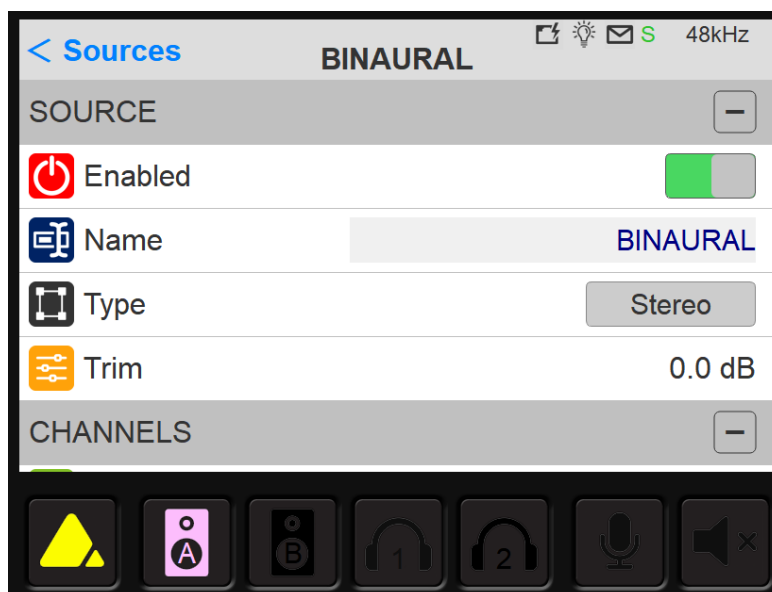 < Sources
BINAURAL
S 48kHz
SOURCE
Enabled
Name BINAURAL
Type Stereo
Trim 0.0 dB
CHANNELS
A B 1 2